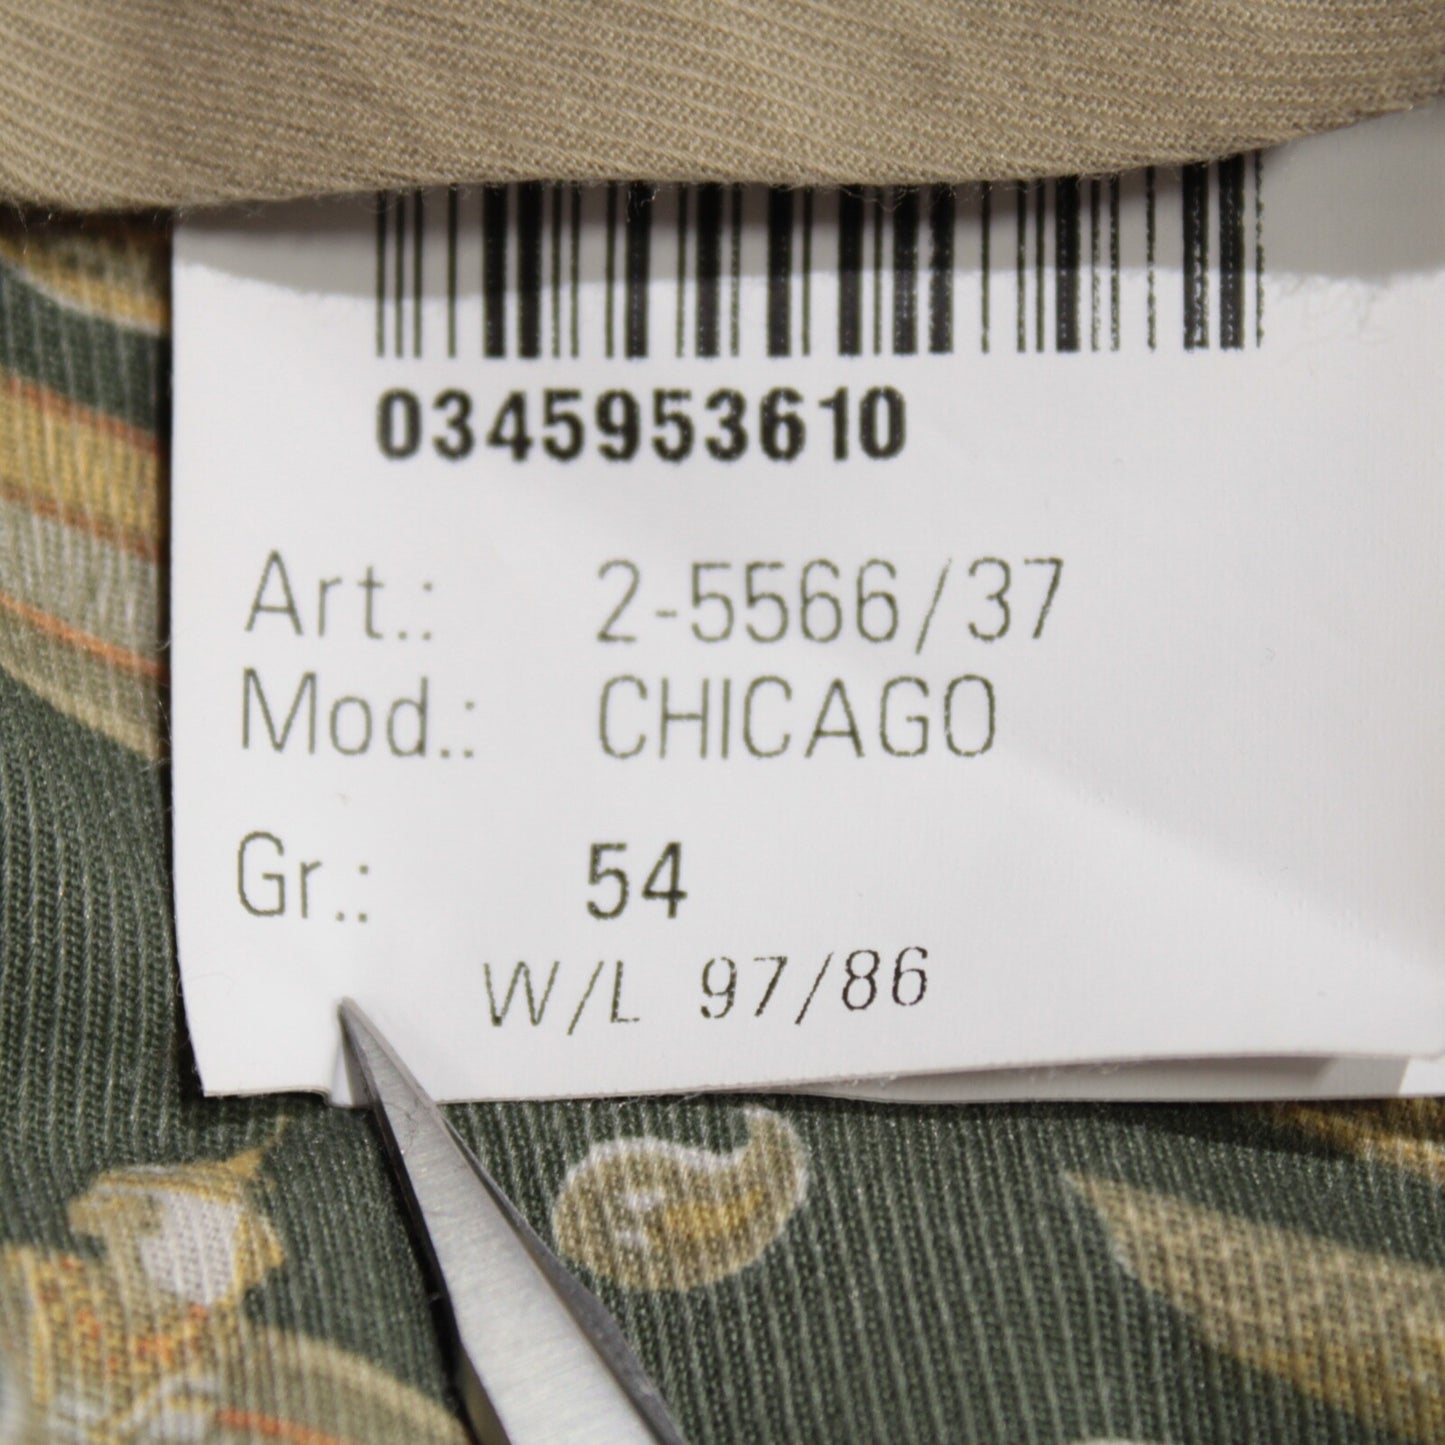 0345953610
Art.: 2-5566/37
Mod.: CHICAGO
Gr.: 54
W/L 97/86